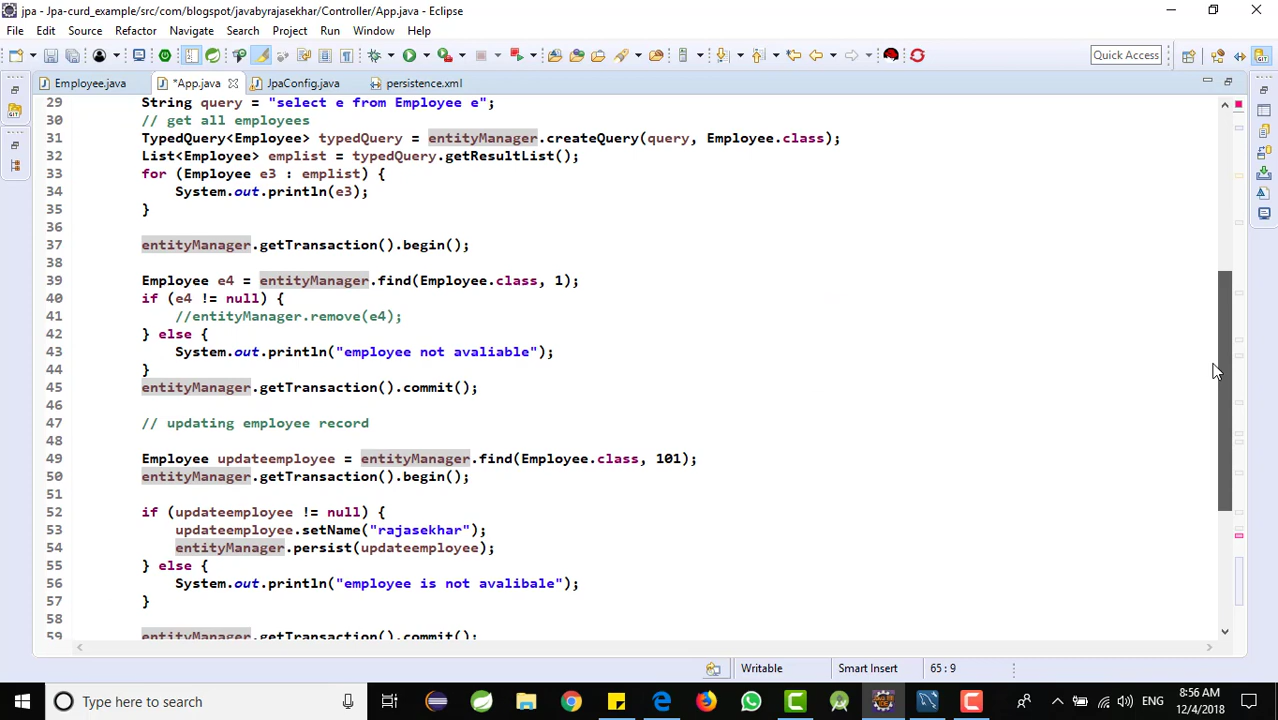 jpa - Jpa-curd_example/src/com/blogspot/javabyrajasekhar/Controller/App.java - Eclipse
File Edit Source Refactor Navigate Search Project Run Window Help
Quick Access
Employee.java *App.java JpaConfig.java persistence.xml
29 String query = "select e from Employee e";
30 // get all employees
31 TypedQuery<Employee> typedQuery = entityManager.createQuery(query, Employee.class);
32 List<Employee> emplist = typedQuery.getResultList();
33 for (Employee e3 : emplist) {
34 System.out.println(e3);
35 }
36
37 entityManager.getTransaction().begin();
38
39 Employee e4 = entityManager.find(Employee.class, 1);
40 if (e4 != null) {
41 //entityManager.remove(e4);
42 } else {
43 System.out.println("employee not avaliable");
44 }
45 entityManager.getTransaction().commit();
46
47 // updating employee record
48
49 Employee updateemployee = entityManager.find(Employee.class, 101);
50 entityManager.getTransaction().begin();
51
52 if (updateemployee != null) {
53 updateemployee.setName("rajasekhar");
54 entityManager.persist(updateemployee);
55 } else {
56 System.out.println("employee is not avalibale");
57 }
58
59 entityManager.getTransaction().commit();
Writable Smart Insert 65 : 9
Type here to search
ENG
8:56 AM
12/4/2018